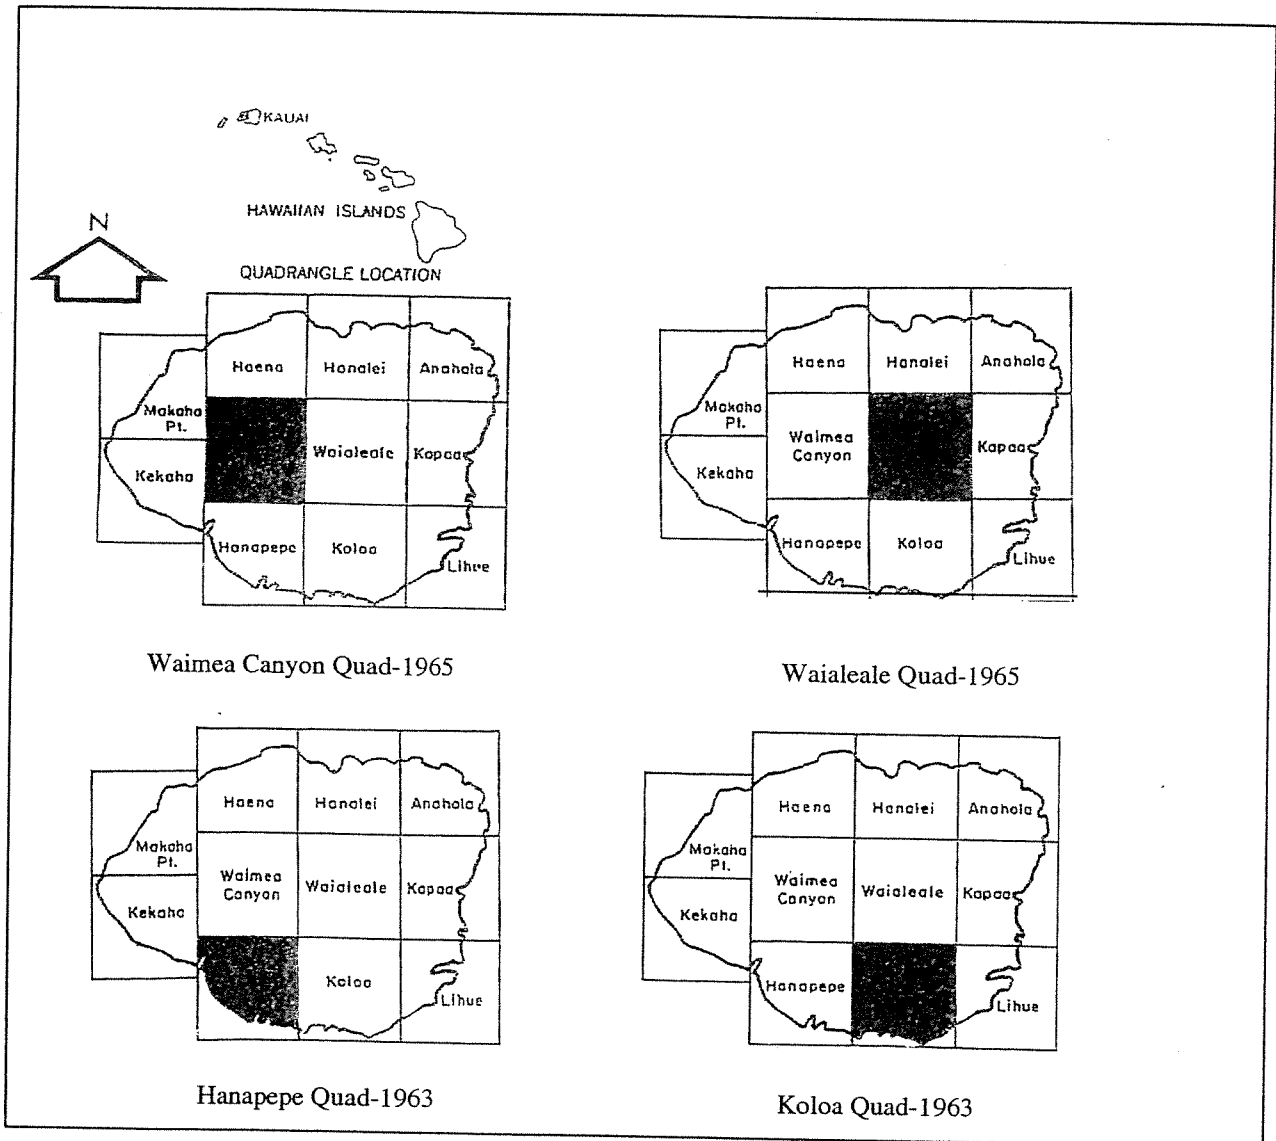 KAUAI
HAWAIIAN ISLANDS
N
QUADRANGLE LOCATION
Haena
Hanalei
Anahola
Makaha
Pt.
Waialeale
Kapaa
Kekaha
Hanapepe
Koloa
Lihue
Waimea Canyon Quad-1965
Haena
Hanalei
Anahola
Makaha
Pt.
Waimea
Canyon
Kapaa
Kekaha
Hanapepe
Koloa
Lihue
Waialeale Quad-1965
Haena
Hanalei
Anahola
Makaha
Pt.
Waimea
Canyon
Waialeale
Kapaa
Kekaha
Koloa
Lihue
Hanapepe Quad-1963
Haena
Hanalei
Anahola
Makaha
Pt.
Waimea
Canyon
Waialeale
Kapaa
Kekaha
Hanapepe
Lihue
Koloa Quad-1963